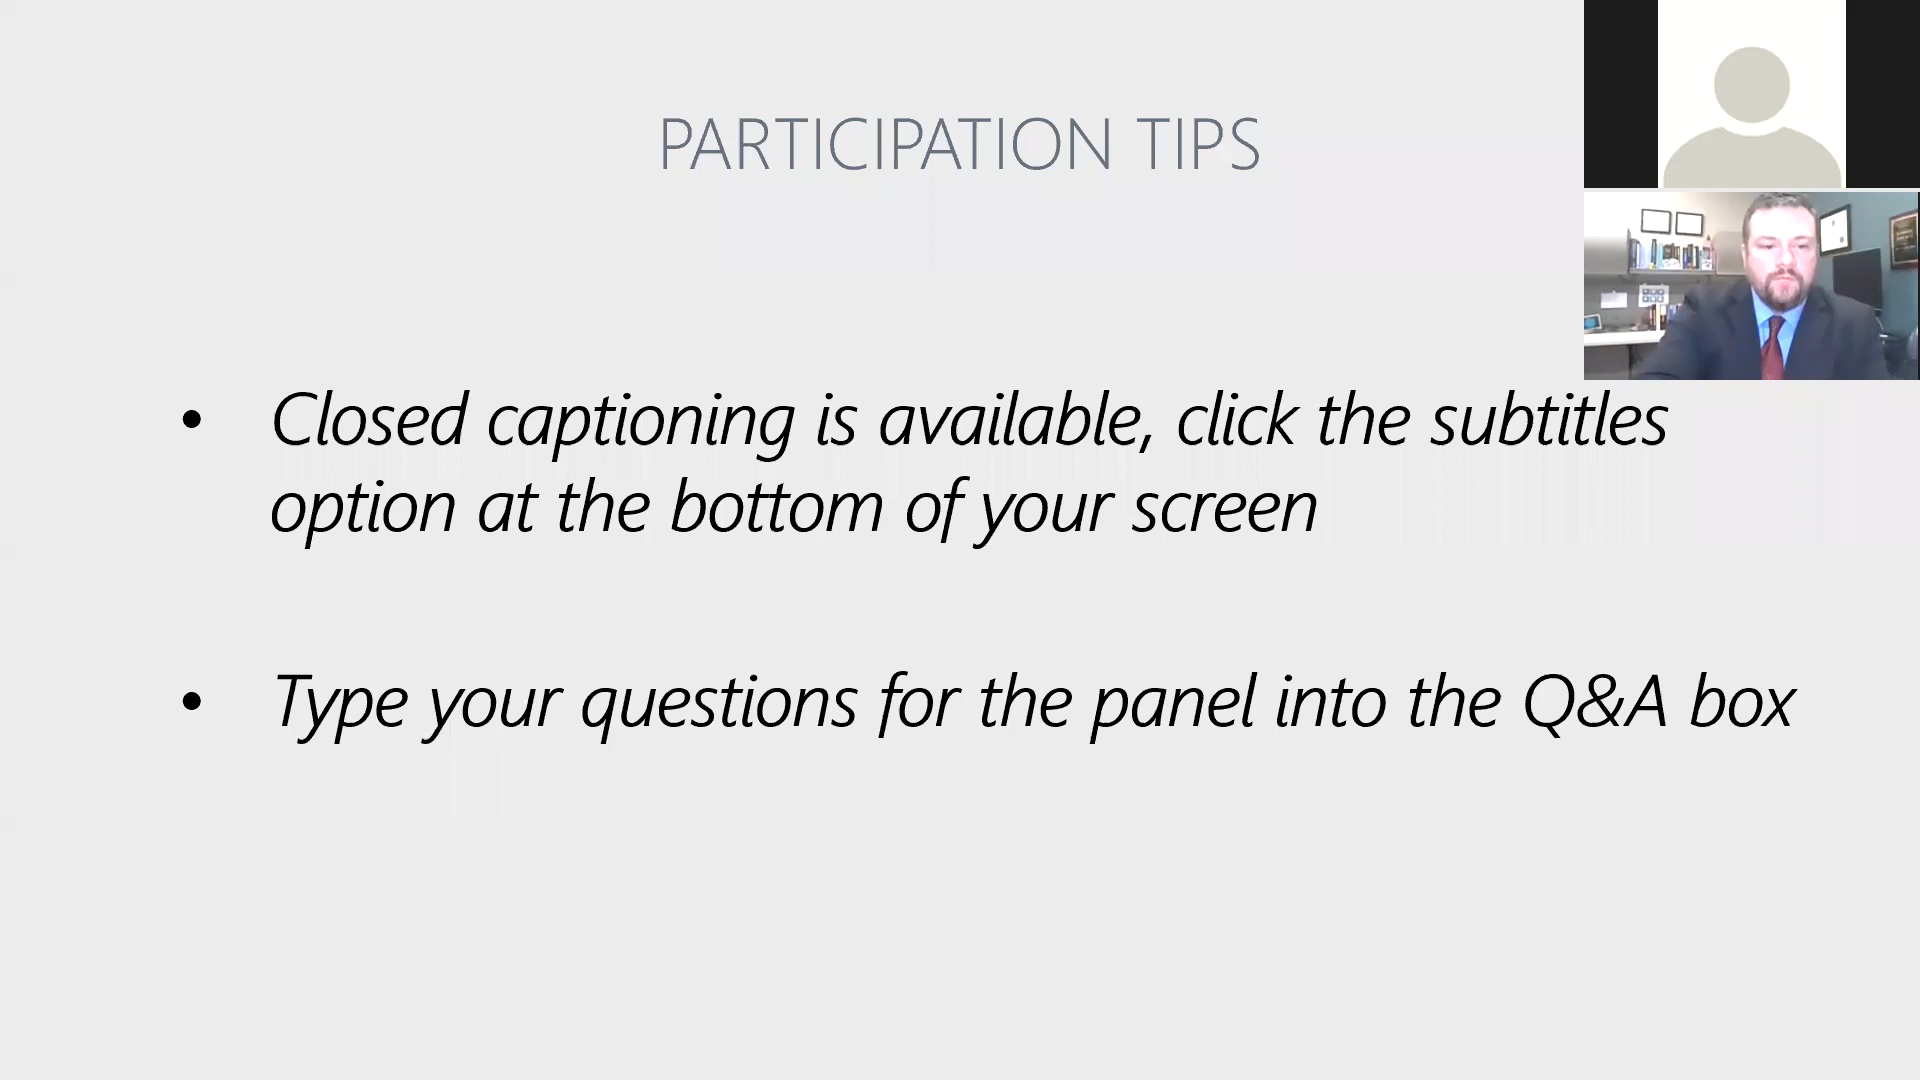 PARTICIPATION TIPS
• Closed captioning is available, click the subtitles
option at the bottom of your screen
• Type your questions for the panel into the Q&A box